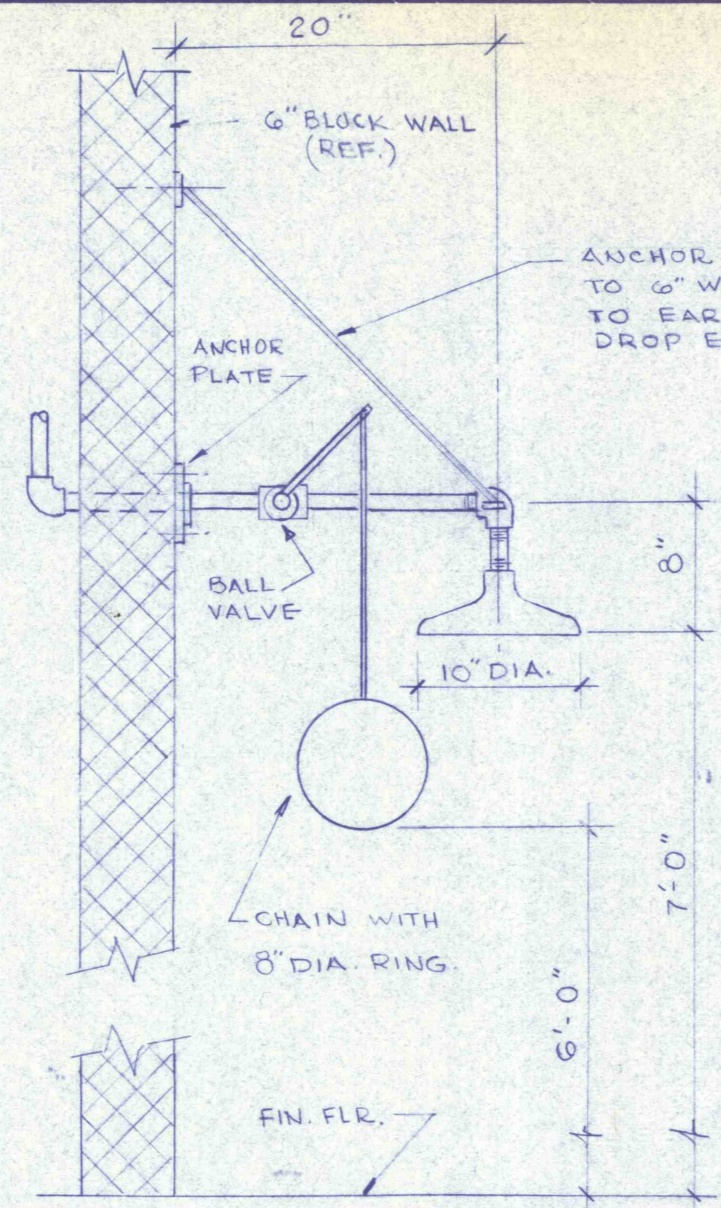 20"
6" BLOCK WALL
(REF.)
ANCHOR
TO 6" W
TO EAR
DROP E
ANCHOR
PLATE
BALL
VALVE
8"
10" DIA.
7'-0"
CHAIN WITH
8" DIA. RING.
6'-0"
FIN. FLR.